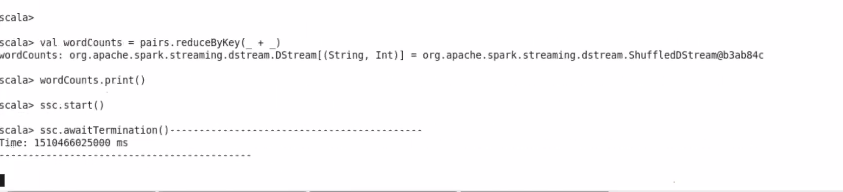 scala>
scala> val wordCounts = pairs.reduceByKey(_ + _)
wordCounts: org.apache.spark.streaming.dstream.DStream[(String, Int)] = org.apache.spark.streaming.dstream.ShuffledDStream@b3ab84c
scala> wordCounts.print()
scala> ssc.start()
scala> ssc.awaitTermination()-------------------------------------------
Time: 1510466025000 ms
-------------------------------------------